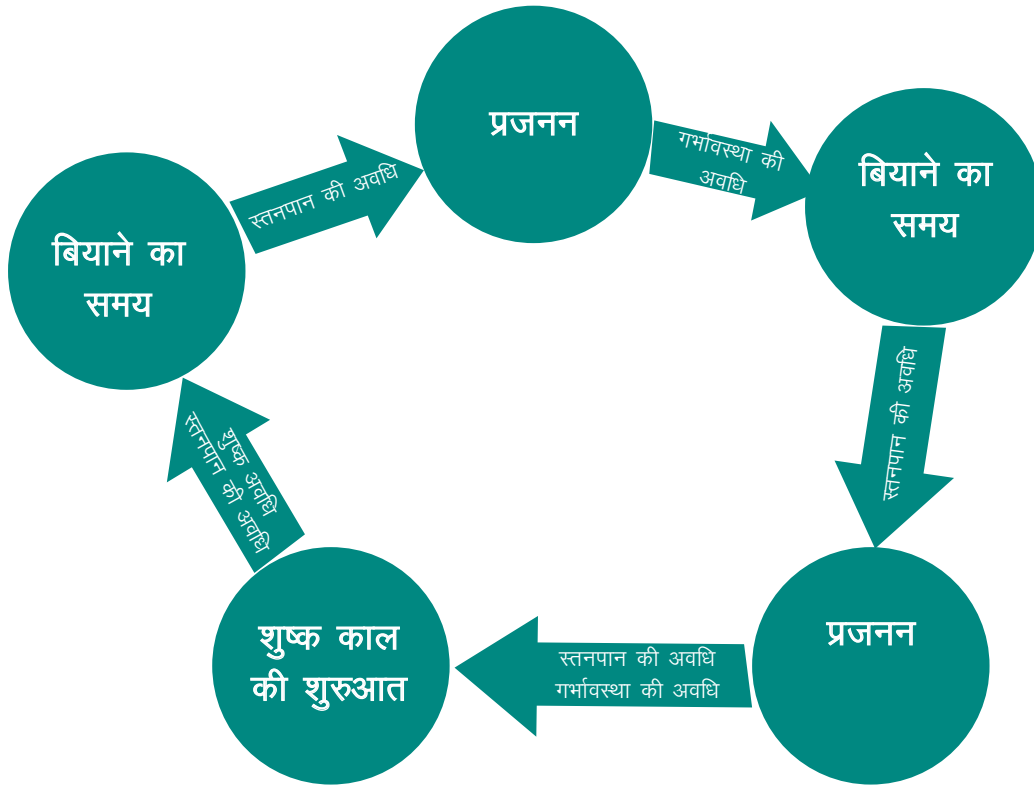 प्रजनन
गर्भावस्था की
अवधि
बियाने का
समय
स्तनपान की अवधि
प्रजनन
स्तनपान की अवधि
गर्भावस्था की अवधि
शुष्क काल
की शुरुआत
शुष्क अवधि
स्तनपान की अवधि
बियाने का
समय
स्तनपान की अवधि